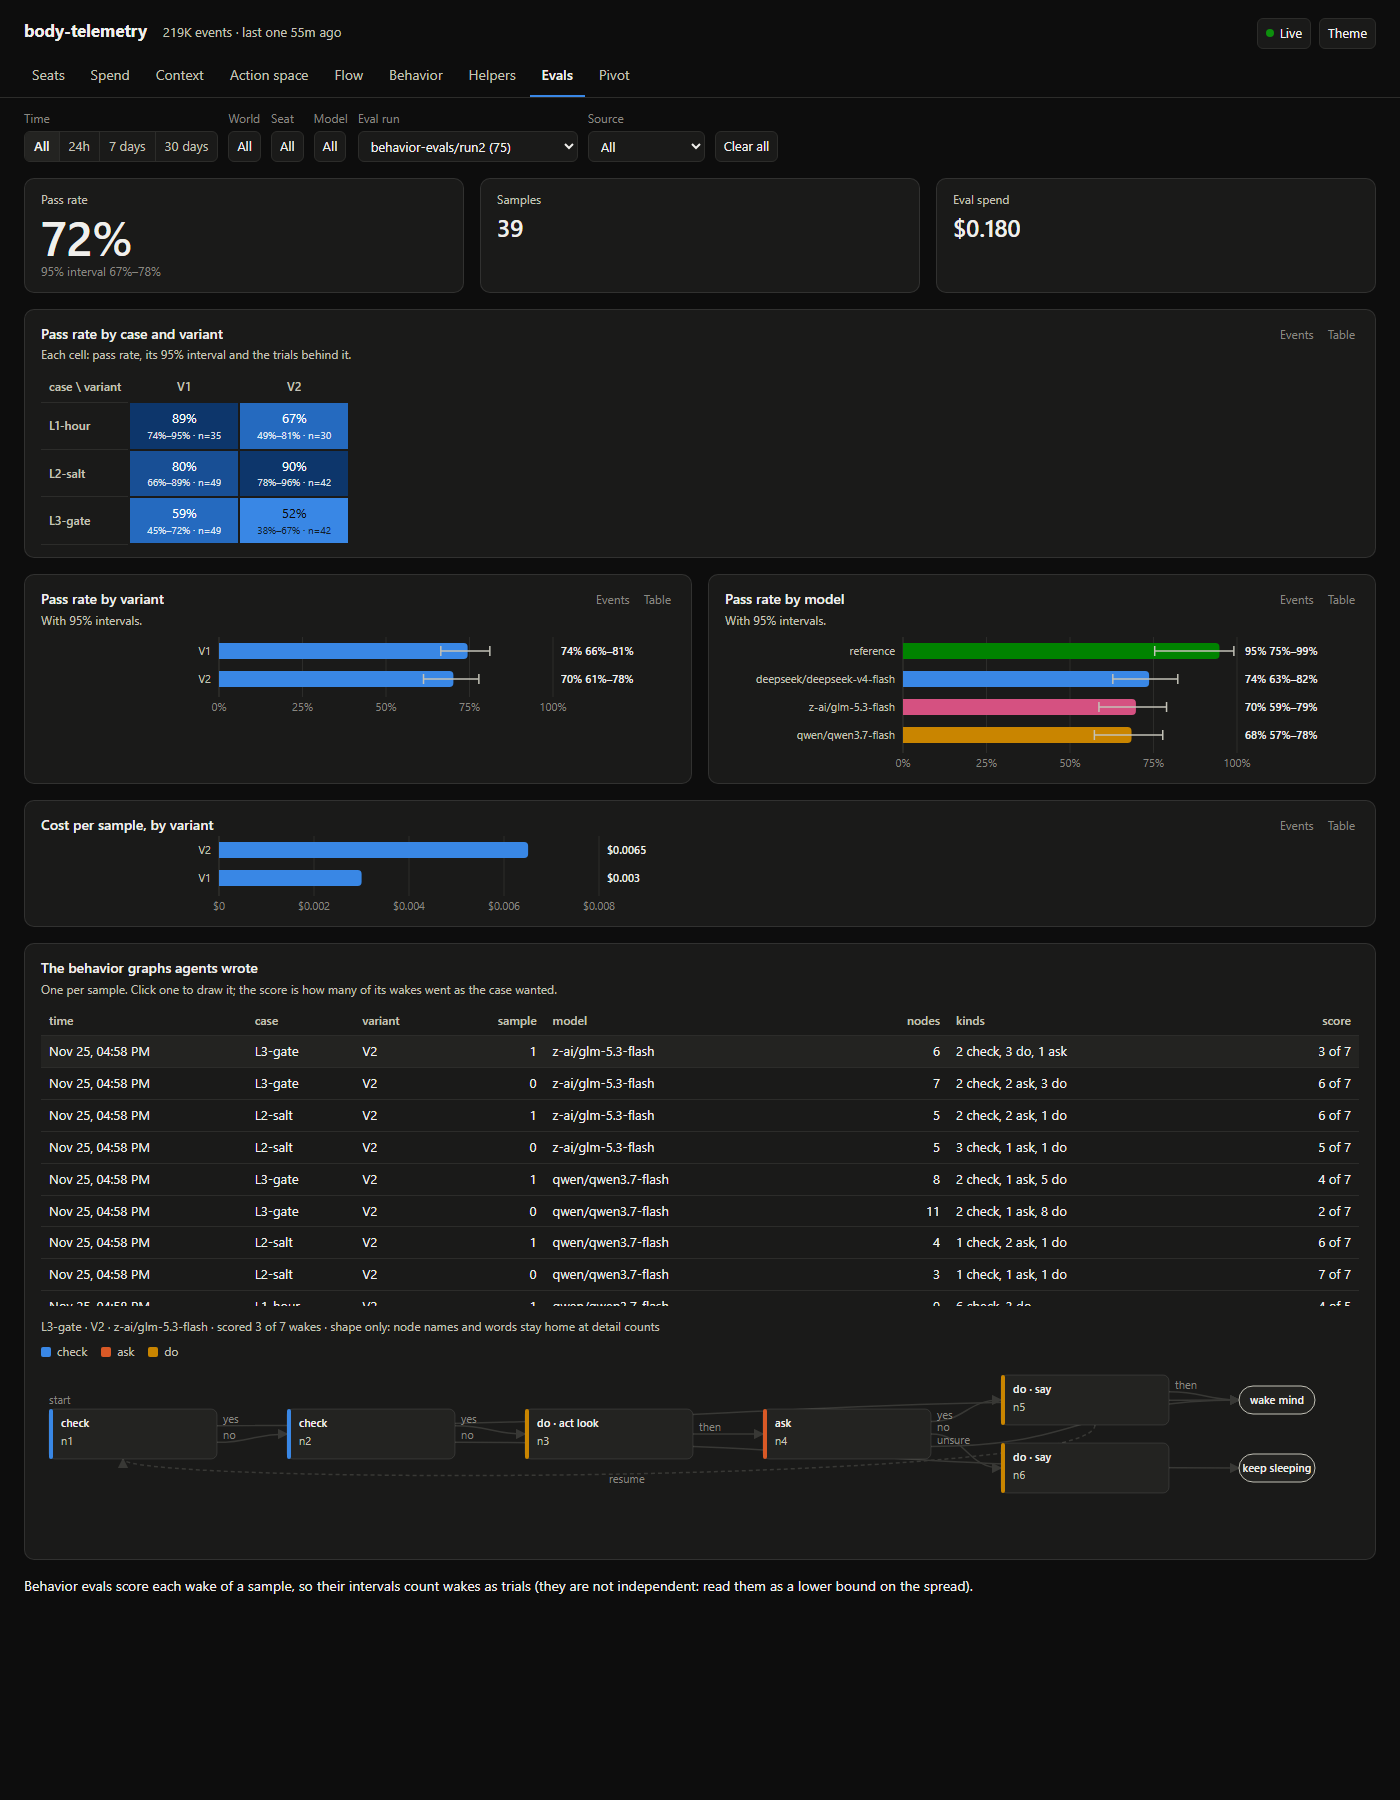 body-telemetry 219K events · last one 55m ago
Live Theme
Seats Spend Context Action space Flow Behavior Helpers Evals Pivot
Time World Seat Model Eval run Source
All 24h 7 days 30 days All All All behavior-evals/run2 (75) All Clear all
Pass rate
72%
95% interval 67%–78%
Samples
39
Eval spend
$0.180
Pass rate by case and variant
Events Table
Each cell: pass rate, its 95% interval and the trials behind it.
case \ variant V1 V2
L1-hour 89% 67%
74%–95% · n=35 49%–81% · n=30
L2-salt 80% 90%
66%–89% · n=49 78%–96% · n=42
L3-gate 59% 52%
45%–72% · n=49 38%–67% · n=42
Pass rate by variant
Events Table
With 95% intervals.
V1 74% 66%–81%
V2 70% 61%–78%
0% 25% 50% 75% 100%
Pass rate by model
Events Table
With 95% intervals.
reference 95% 75%–99%
deepseek/deepseek-v4-flash 74% 63%–82%
z-ai/glm-5.3-flash 70% 59%–79%
qwen/qwen3.7-flash 68% 57%–78%
0% 25% 50% 75% 100%
Cost per sample, by variant
Events Table
V2 $0.0065
V1 $0.003
$0 $0.002 $0.004 $0.006 $0.008
The behavior graphs agents wrote
One per sample. Click one to draw it; the score is how many of its wakes went as the case wanted.
time case variant sample model nodes kinds score
Nov 25, 04:58 PM L3-gate V2 1 z-ai/glm-5.3-flash 6 2 check, 3 do, 1 ask 3 of 7
Nov 25, 04:58 PM L3-gate V2 0 z-ai/glm-5.3-flash 7 2 check, 2 ask, 3 do 6 of 7
Nov 25, 04:58 PM L2-salt V2 1 z-ai/glm-5.3-flash 5 2 check, 2 ask, 1 do 6 of 7
Nov 25, 04:58 PM L2-salt V2 0 z-ai/glm-5.3-flash 5 3 check, 1 ask, 1 do 5 of 7
Nov 25, 04:58 PM L3-gate V2 1 qwen/qwen3.7-flash 8 2 check, 1 ask, 5 do 4 of 7
Nov 25, 04:58 PM L3-gate V2 0 qwen/qwen3.7-flash 11 2 check, 1 ask, 8 do 2 of 7
Nov 25, 04:58 PM L2-salt V2 1 qwen/qwen3.7-flash 4 1 check, 2 ask, 1 do 6 of 7
Nov 25, 04:58 PM L2-salt V2 0 qwen/qwen3.7-flash 3 1 check, 1 ask, 1 do 7 of 7
L3-gate · V2 · z-ai/glm-5.3-flash · scored 3 of 7 wakes · shape only: node names and words stay home at detail counts
check ask do
start
check
n1
yes
no
check
n2
yes
no
do · act look
n3
then
ask
n4
yes
no
unsure
do · say
n5
then
wake mind
do · say
n6
keep sleeping
resume
Behavior evals score each wake of a sample, so their intervals count wakes as trials (they are not independent: read them as a lower bound on the spread).